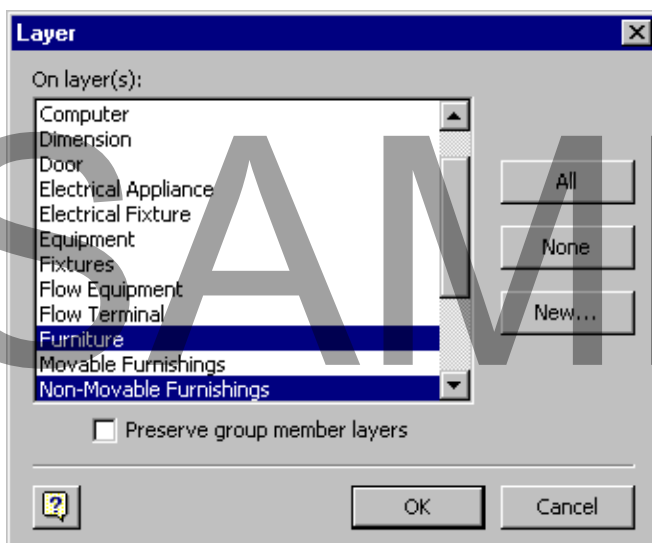 Layer
On layer(s):
Computer
Dimension
Door
Electrical Appliance
Electrical Fixture
Equipment
Fixtures
Flow Equipment
Flow Terminal
Furniture
Movable Furnishings
Non-Movable Furnishings
All
None
New...
Preserve group member layers
OK
Cancel
SAM